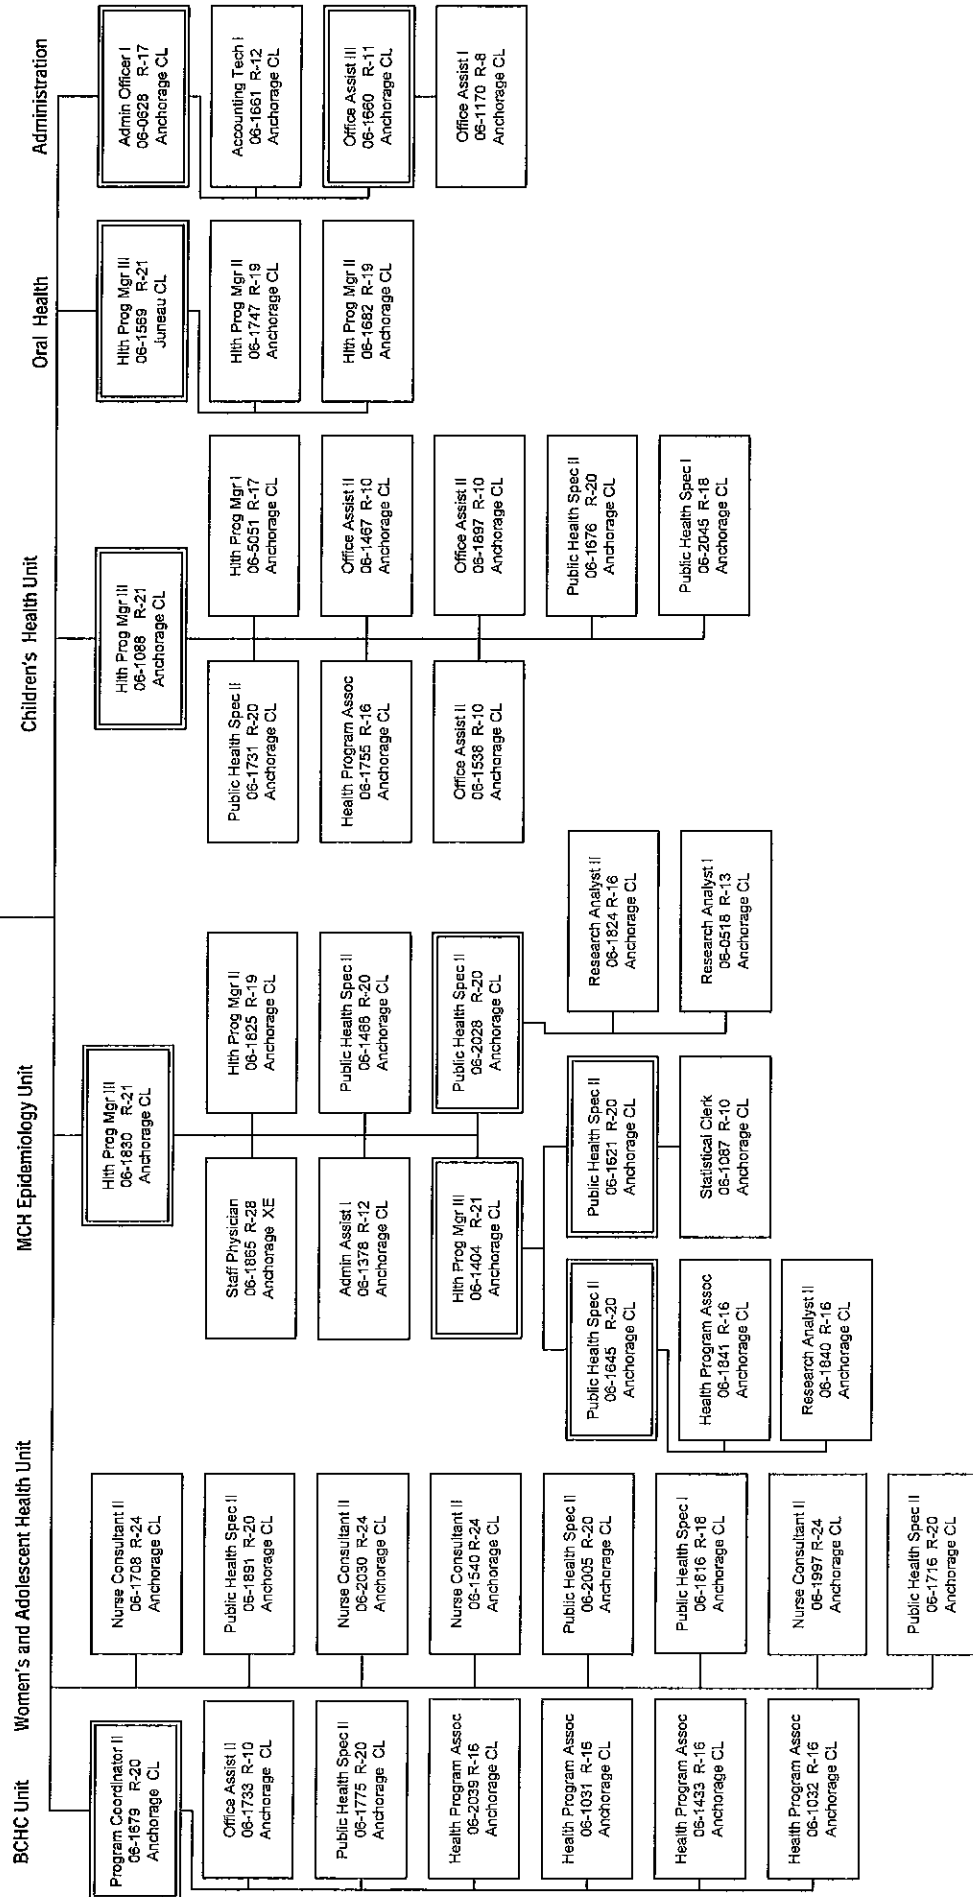 BCHC Unit
Program Coordinator II
06-1679 R-20
Anchorage CL
Office Assist II
06-1733 R-10
Anchorage CL
Public Health Spec II
06-1775 R-20
Anchorage CL
Health Program Assoc
06-2039 R-16
Anchorage CL
Health Program Assoc
06-1031 R-16
Anchorage CL
Health Program Assoc
06-1433 R-16
Anchorage CL
Health Program Assoc
06-1032 R-16
Anchorage CL
Women's and Adolescent Health Unit
Nurse Consultant II
06-1708 R-24
Anchorage CL
Public Health Spec II
06-1891 R-20
Anchorage CL
Nurse Consultant II
06-2030 R-24
Anchorage CL
Nurse Consultant II
06-1540 R-24
Anchorage CL
Public Health Spec II
06-2005 R-20
Anchorage CL
Public Health Spec I
06-1816 R-18
Anchorage CL
Nurse Consultant II
06-1997 R-24
Anchorage CL
Public Health Spec II
06-1716 R-20
Anchorage CL
MCH Epidemiology Unit
Hlth Prog Mgr III
06-1830 R-21
Anchorage CL
Staff Physician
06-1865 R-28
Anchorage XE
Hlth Prog Mgr II
06-1825 R-19
Anchorage CL
Admin Assist I
06-1378 R-12
Anchorage CL
Public Health Spec II
06-1468 R-20
Anchorage CL
Hlth Prog Mgr III
06-1404 R-21
Anchorage CL
Public Health Spec II
06-2028 R-20
Anchorage CL
Public Health Spec II
06-1645 R-20
Anchorage CL
Public Health Spec II
06-1521 R-20
Anchorage CL
Research Analyst II
06-1824 R-16
Anchorage CL
Health Program Assoc
06-1841 R-16
Anchorage CL
Statistical Clerk
06-1087 R-10
Anchorage CL
Research Analyst I
06-0518 R-13
Anchorage CL
Research Analyst II
06-1840 R-16
Anchorage CL
Children's Health Unit
Hlth Prog Mgr III
06-1088 R-21
Anchorage CL
Public Health Spec II
06-1731 R-20
Anchorage CL
Hlth Prog Mgr I
06-5051 R-17
Anchorage CL
Health Program Assoc
06-1755 R-16
Anchorage CL
Office Assist II
06-1467 R-10
Anchorage CL
Office Assist II
06-1538 R-10
Anchorage CL
Office Assist II
06-1897 R-10
Anchorage CL
Public Health Spec II
06-1676 R-20
Anchorage CL
Public Health Spec I
06-2045 R-18
Anchorage CL
Oral Health
Hlth Prog Mgr III
06-1569 R-21
Juneau CL
Hlth Prog Mgr II
06-1747 R-19
Anchorage CL
Hlth Prog Mgr II
06-1682 R-19
Anchorage CL
Administration
Admin Officer I
06-0628 R-17
Anchorage CL
Accounting Tech I
06-1661 R-12
Anchorage CL
Office Assist III
06-1660 R-11
Anchorage CL
Office Assist I
06-1170 R-8
Anchorage CL